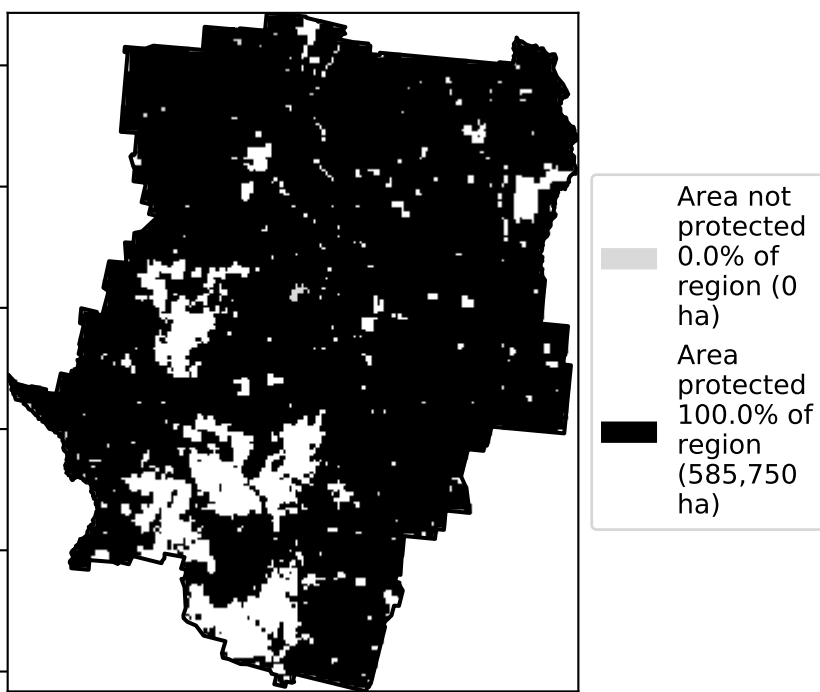 Area not
protected
0.0% of
region (0
ha)
Area
protected
100.0% of
region
(585,750
ha)